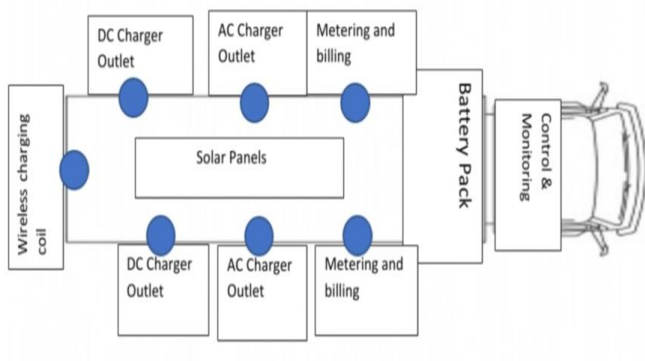 DC Charger
Outlet
AC Charger
Outlet
Metering and
billing
Wireless charging
coil
Solar Panels
Battery Pack
Control &
Monitoring
DC Charger
Outlet
AC Charger
Outlet
Metering and
billing